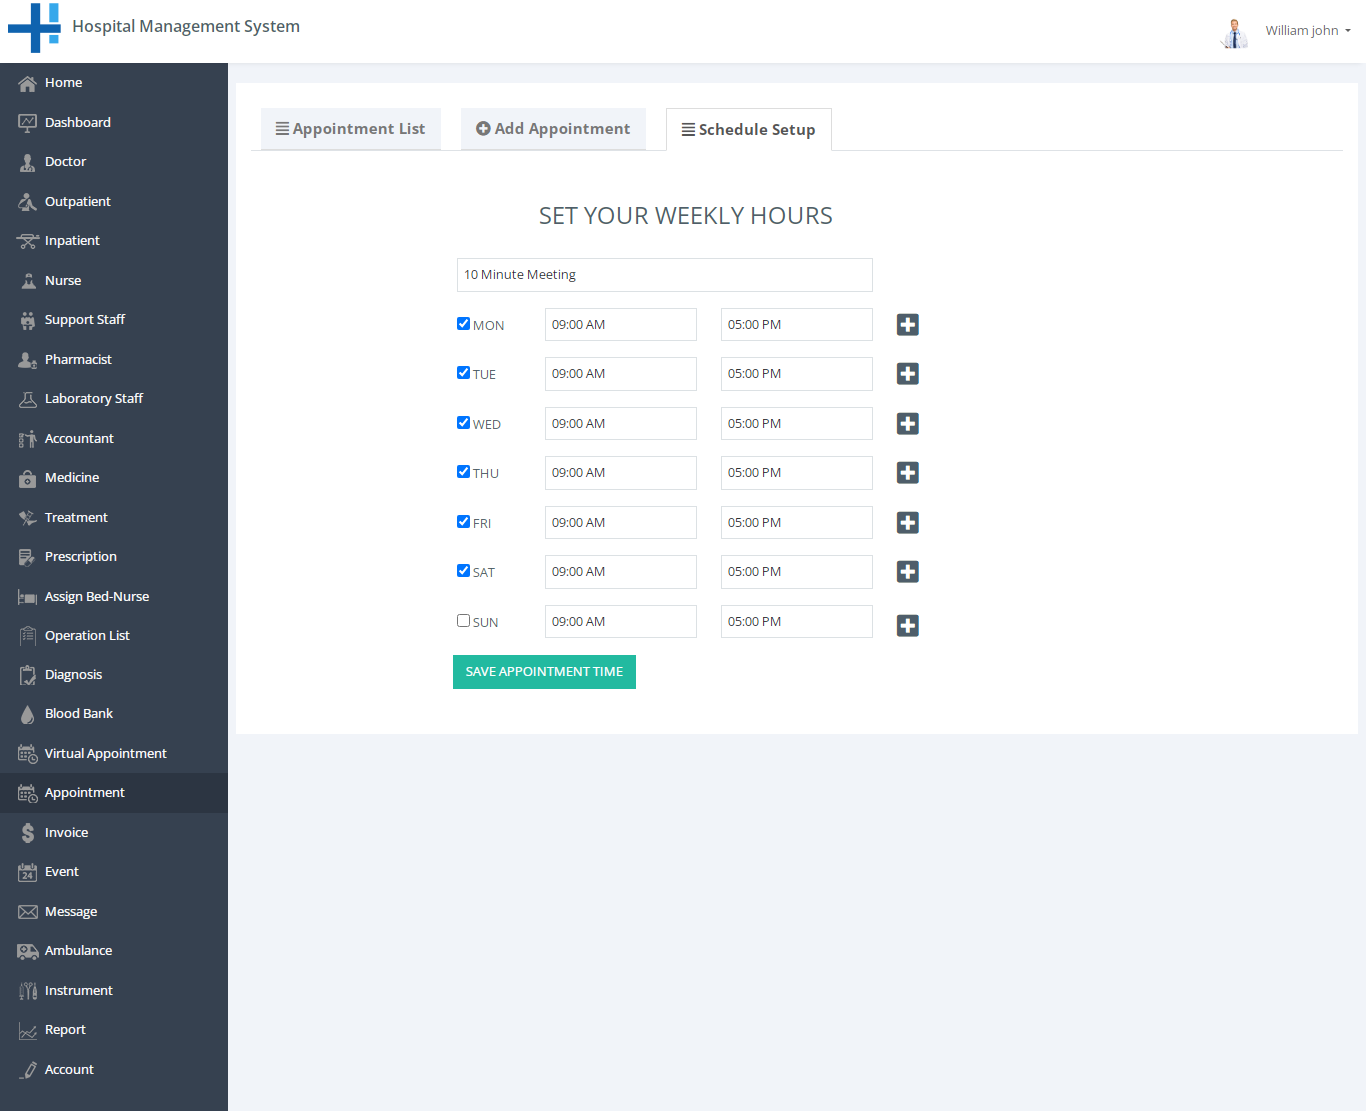 Hospital Management System
William john
Home
Dashboard
Doctor
Outpatient
Inpatient
Nurse
Support Staff
Pharmacist
Laboratory Staff
Accountant
Medicine
Treatment
Prescription
Assign Bed-Nurse
Operation List
Diagnosis
Blood Bank
Virtual Appointment
Appointment
Invoice
24
Event
Message
Ambulance
Instrument
Report
Account
Appointment List
Add Appointment
Schedule Setup
SET YOUR WEEKLY HOURS
10 Minute Meeting
MON 09:00 AM 05:00 PM
TUE 09:00 AM 05:00 PM
WED 09:00 AM 05:00 PM
THU 09:00 AM 05:00 PM
FRI 09:00 AM 05:00 PM
SAT 09:00 AM 05:00 PM
SUN 09:00 AM 05:00 PM
SAVE APPOINTMENT TIME